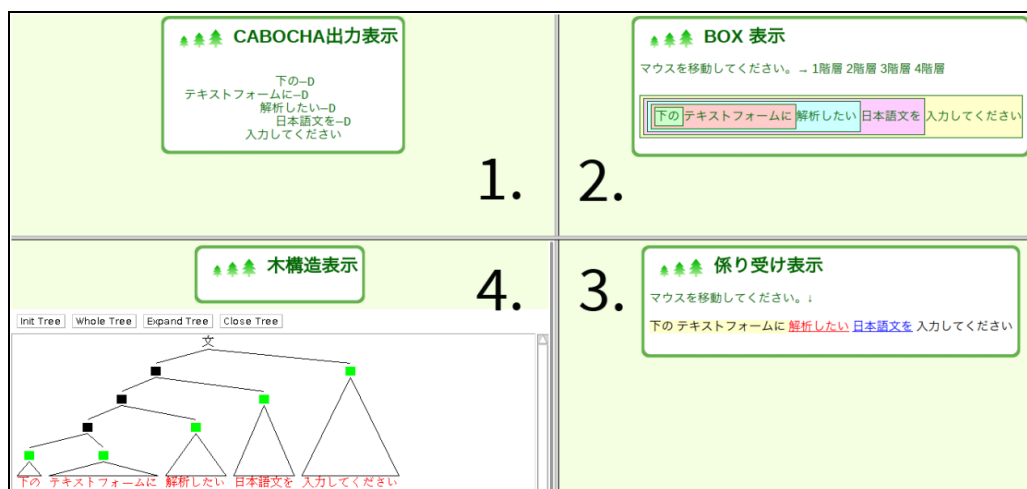 CABOCHA出力表示
下の−D
テキストフォームに−D
解析したい−D
日本語文を−D
入力してください
1.
BOX 表示
マウスを移動してください。→ 1階層 2階層 3階層 4階層
下の テキストフォームに 解析したい 日本語文を 入力してください
2.
木構造表示
4.
Init Tree Whole Tree Expand Tree Close Tree
文
下の テキストフォームに 解析したい 日本語文を 入力してください
係り受け表示
3.
マウスを移動してください。↓
下の テキストフォームに 解析したい 日本語文を 入力してください